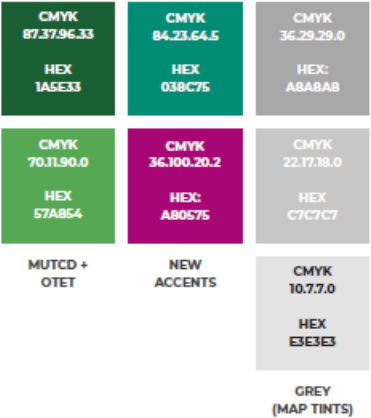 CMYK
87.37.96.33
HEX
1A5E33
CMYK
84.23.64.5
HEX
038C75
CMYK
36.29.29.0
HEX:
A8A8A8
CMYK
70.11.90.0
HEX
57A854
CMYK
36.100.20.2
HEX:
A80575
CMYK
22.17.18.0
HEX
C7C7C7
MUTCD +
OTET
NEW
ACCENTS
CMYK
10.7.7.0
HEX
E3E3E3
GREY
(MAP TINTS)